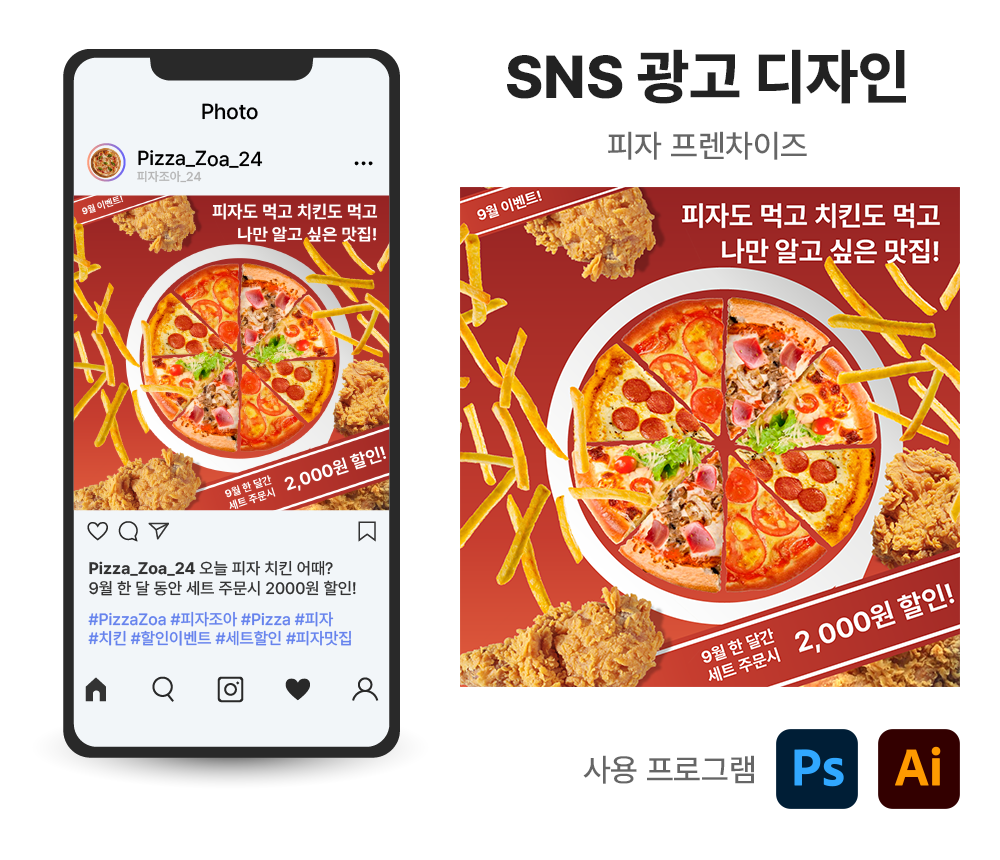 Photo
Pizza_Zoa_24
피자조아_24
9월 이벤트!
피자도 먹고 치킨도 먹고
나만 알고 싶은 맛집!
9월 한 달간
세트 주문시
2,000원 할인!
Pizza_Zoa_24 오늘 피자 치킨 어때?
9월 한 달 동안 세트 주문시 2000원 할인!
#PizzaZoa #피자조아 #Pizza #피자
#치킨 #할인이벤트 #세트할인 #피자맛집
SNS 광고 디자인
피자 프렌차이즈
9월 이벤트!
피자도 먹고 치킨도 먹고
나만 알고 싶은 맛집!
9월 한 달간
세트 주문시
2,000원 할인!
사용 프로그램
Ps
Ai